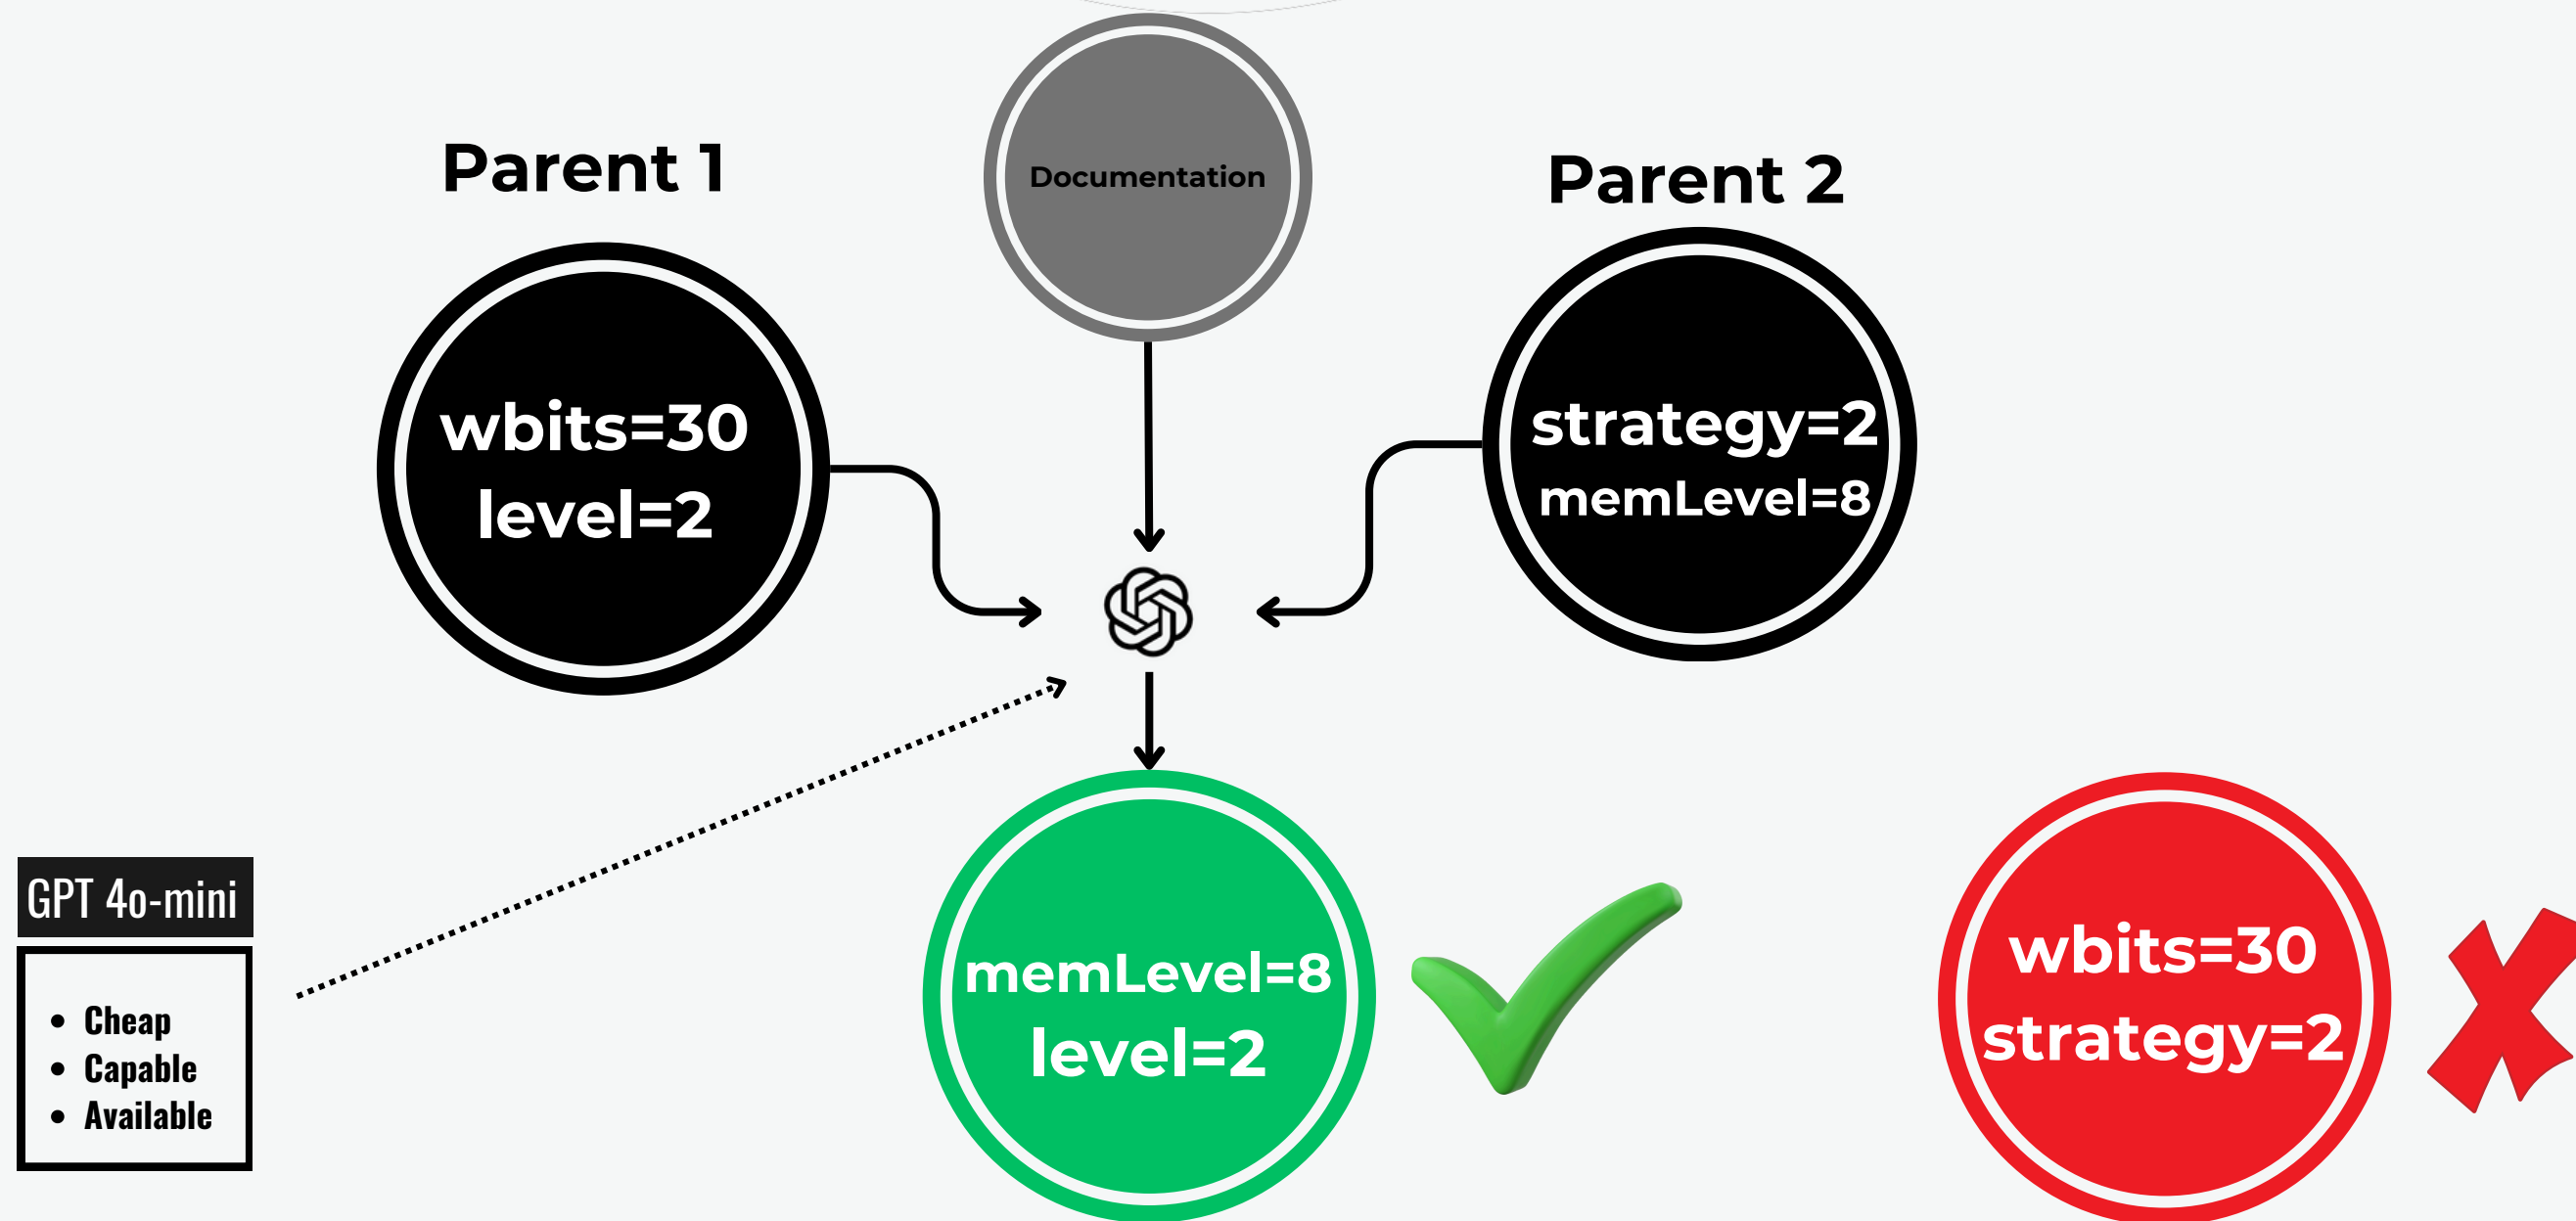 Documentation
Parent 1
Parent 2
wbits=30
level=2
strategy=2
memLevel=8
GPT 4o-mini
• Cheap
• Capable
• Available
memLevel=8
level=2
wbits=30
strategy=2